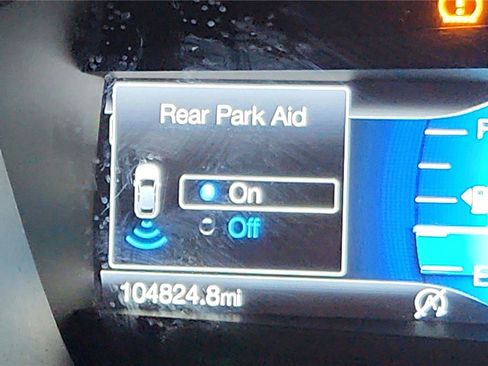 Rear Park Aid
On
Off
104824.8mi
F
E